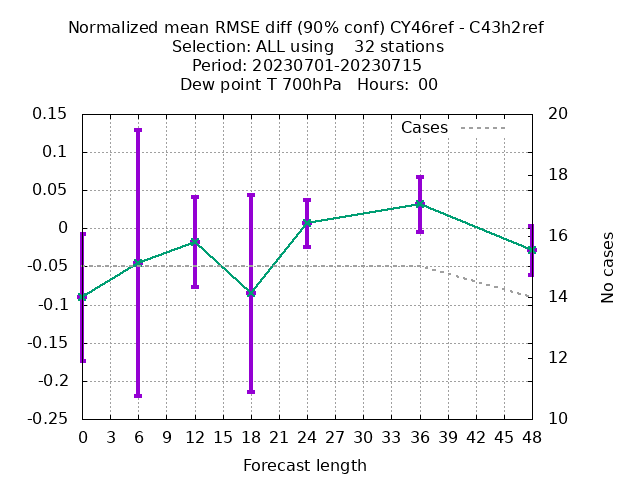 Normalized mean RMSE diff (90% conf) CY46ref - C43h2ref
Selection: ALL using    32 stations
Period: 20230701-20230715
Dew point T 700hPa   Hours:  00
Cases
0.15
0.1
0.05
0
-0.05
-0.1
-0.15
-0.2
-0.25
20
18
16
14
12
10
No cases
0 3 6 9 12 15 18 21 24 27 30 33 36 39 42 45 48
Forecast length